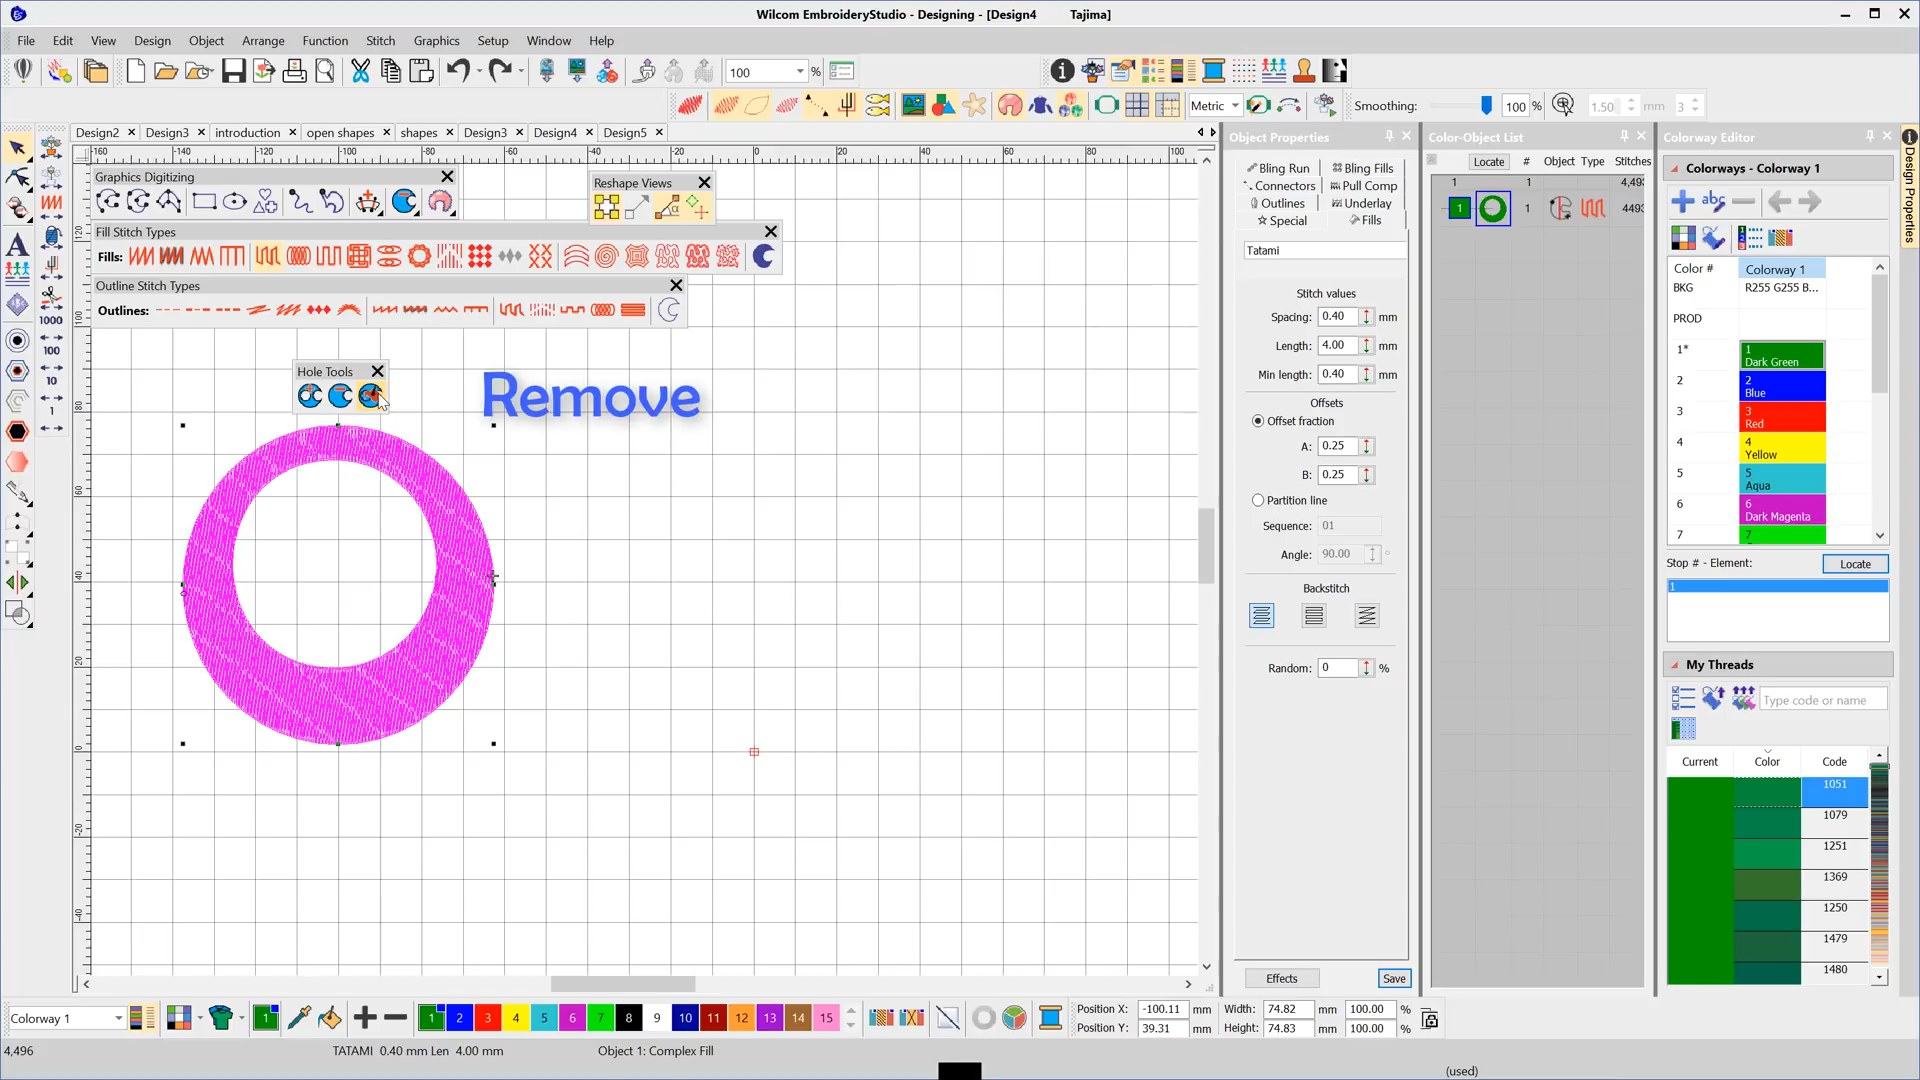 Wilcom EmbroideryStudio - Designing - [Design4 Tajima]
File Edit View Design Object Arrange Function Stitch Graphics Setup Window Help
100 %
Metric Smoothing: 100 % 1.50 mm 3
Design2 Design3 introduction open shapes shapes Design3 Design4 Design5
Graphics Digitizing
Reshape Views
Fill Stitch Types
Fills:
Outline Stitch Types
Outlines:
Hole Tools
Remove
1000
100
10
1
Object Properties
Bling Run Bling Fills
Connectors Pull Comp
Outlines Underlay
Special Fills
Tatami
Stitch values
Spacing: 0.40 mm
Length: 4.00 mm
Min length: 0.40 mm
Offsets
Offset fraction
A: 0.25
B: 0.25
Partition line
Sequence: 01
Angle: 90.00 °
Backstitch
Random: 0 %
Effects Save
Color-Object List
Locate # Object Type Stitches
1 1 4,493
1 1 4493
Colorway Editor
Colorways - Colorway 1
Color # Colorway 1
BKG R255 G255 B...
PROD
1* 1 Dark Green
2 2 Blue
3 3 Red
4 4 Yellow
5 5 Aqua
6 6 Dark Magenta
7 7
Stop # - Element: Locate
1
My Threads
Type code or name
Current Color Code
1051
1079
1251
1369
1250
1479
1480
Design Properties
Colorway 1 1 1 2 3 4 5 6 7 8 9 10 11 12 13 14 15
Position X: -100.11 mm Width: 74.82 mm 100.00 %
Position Y: 39.31 mm Height: 74.83 mm 100.00 %
4,496 TATAMI 0.40 mm Len 4.00 mm Object 1: Complex Fill
(used)